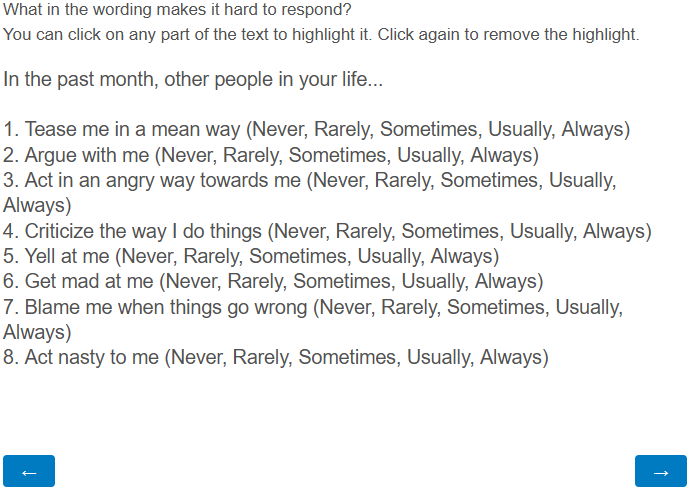 What in the wording makes it hard to respond?
You can click on any part of the text to highlight it. Click again to remove the highlight.
In the past month, other people in your life...
1. Tease me in a mean way (Never, Rarely, Sometimes, Usually, Always)
2. Argue with me (Never, Rarely, Sometimes, Usually, Always)
3. Act in an angry way towards me (Never, Rarely, Sometimes, Usually,
Always)
4. Criticize the way I do things (Never, Rarely, Sometimes, Usually, Always)
5. Yell at me (Never, Rarely, Sometimes, Usually, Always)
6. Get mad at me (Never, Rarely, Sometimes, Usually, Always)
7. Blame me when things go wrong (Never, Rarely, Sometimes, Usually,
Always)
8. Act nasty to me (Never, Rarely, Sometimes, Usually, Always)
← →